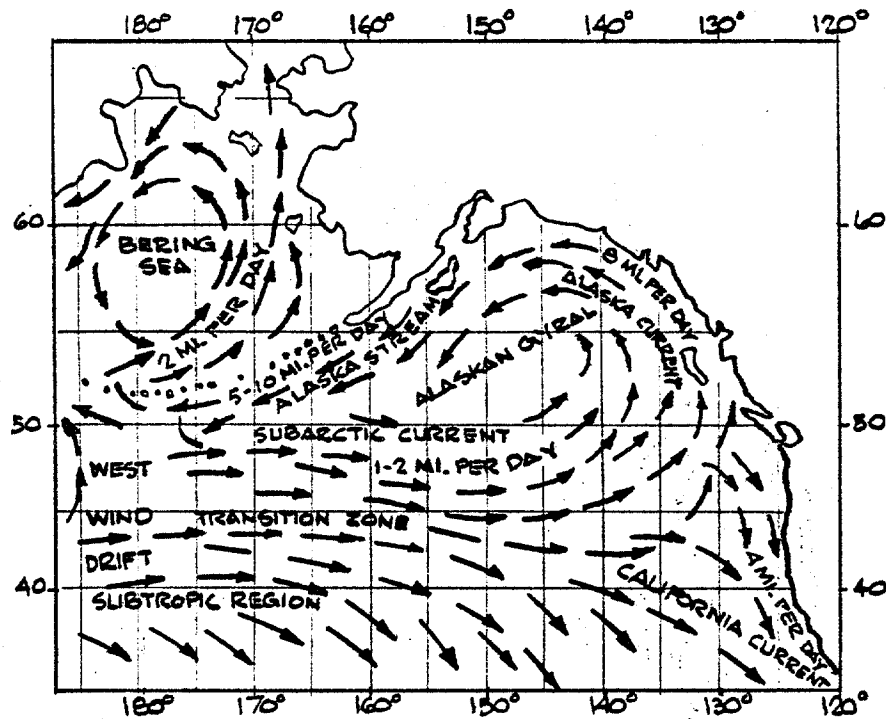 180° 170° 160° 150° 140° 130° 120°
60
60
BERING
SEA
2 MI. PER DAY
8 MI. PER DAY
ALASKA CURRENT
5-10 MI. PER DAY
ALASKA STREAM
ALASKAN GYRAL
50
50
SUBARCTIC CURRENT
1-2 MI. PER DAY
WEST
WIND
DRIFT
TRANSITION ZONE
40
40
SUBTROPIC REGION
CALIFORNIA CURRENT
4 MI. PER DAY
180° 170° 160° 150° 140° 130° 120°